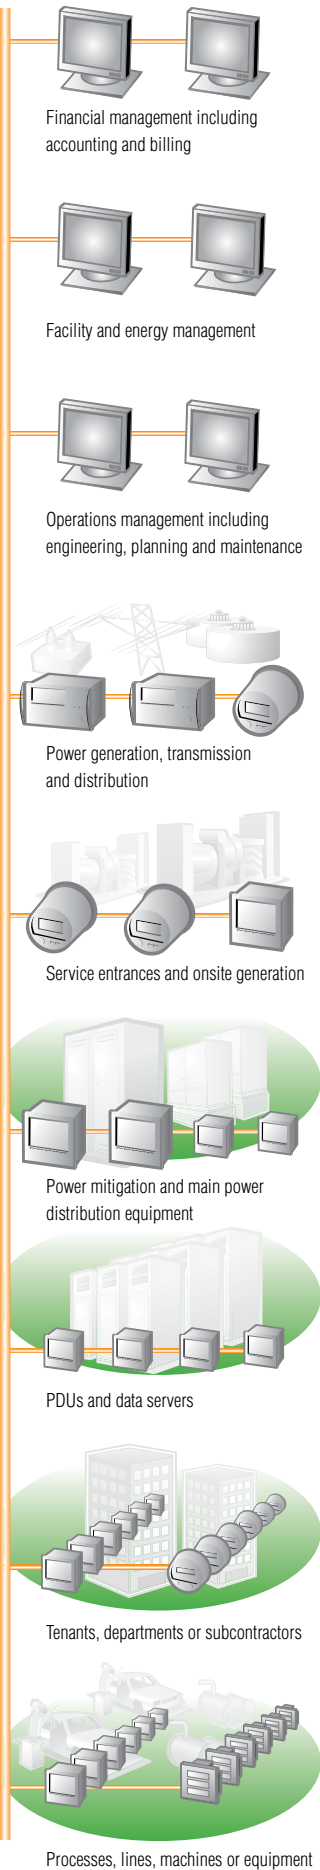 Financial management including
accounting and billing
Facility and energy management
Operations management including
engineering, planning and maintenance
Power generation, transmission
and distribution
Service entrances and onsite generation
Power mitigation and main power
distribution equipment
PDUs and data servers
Tenants, departments or subcontractors
Processes, lines, machines or equipment